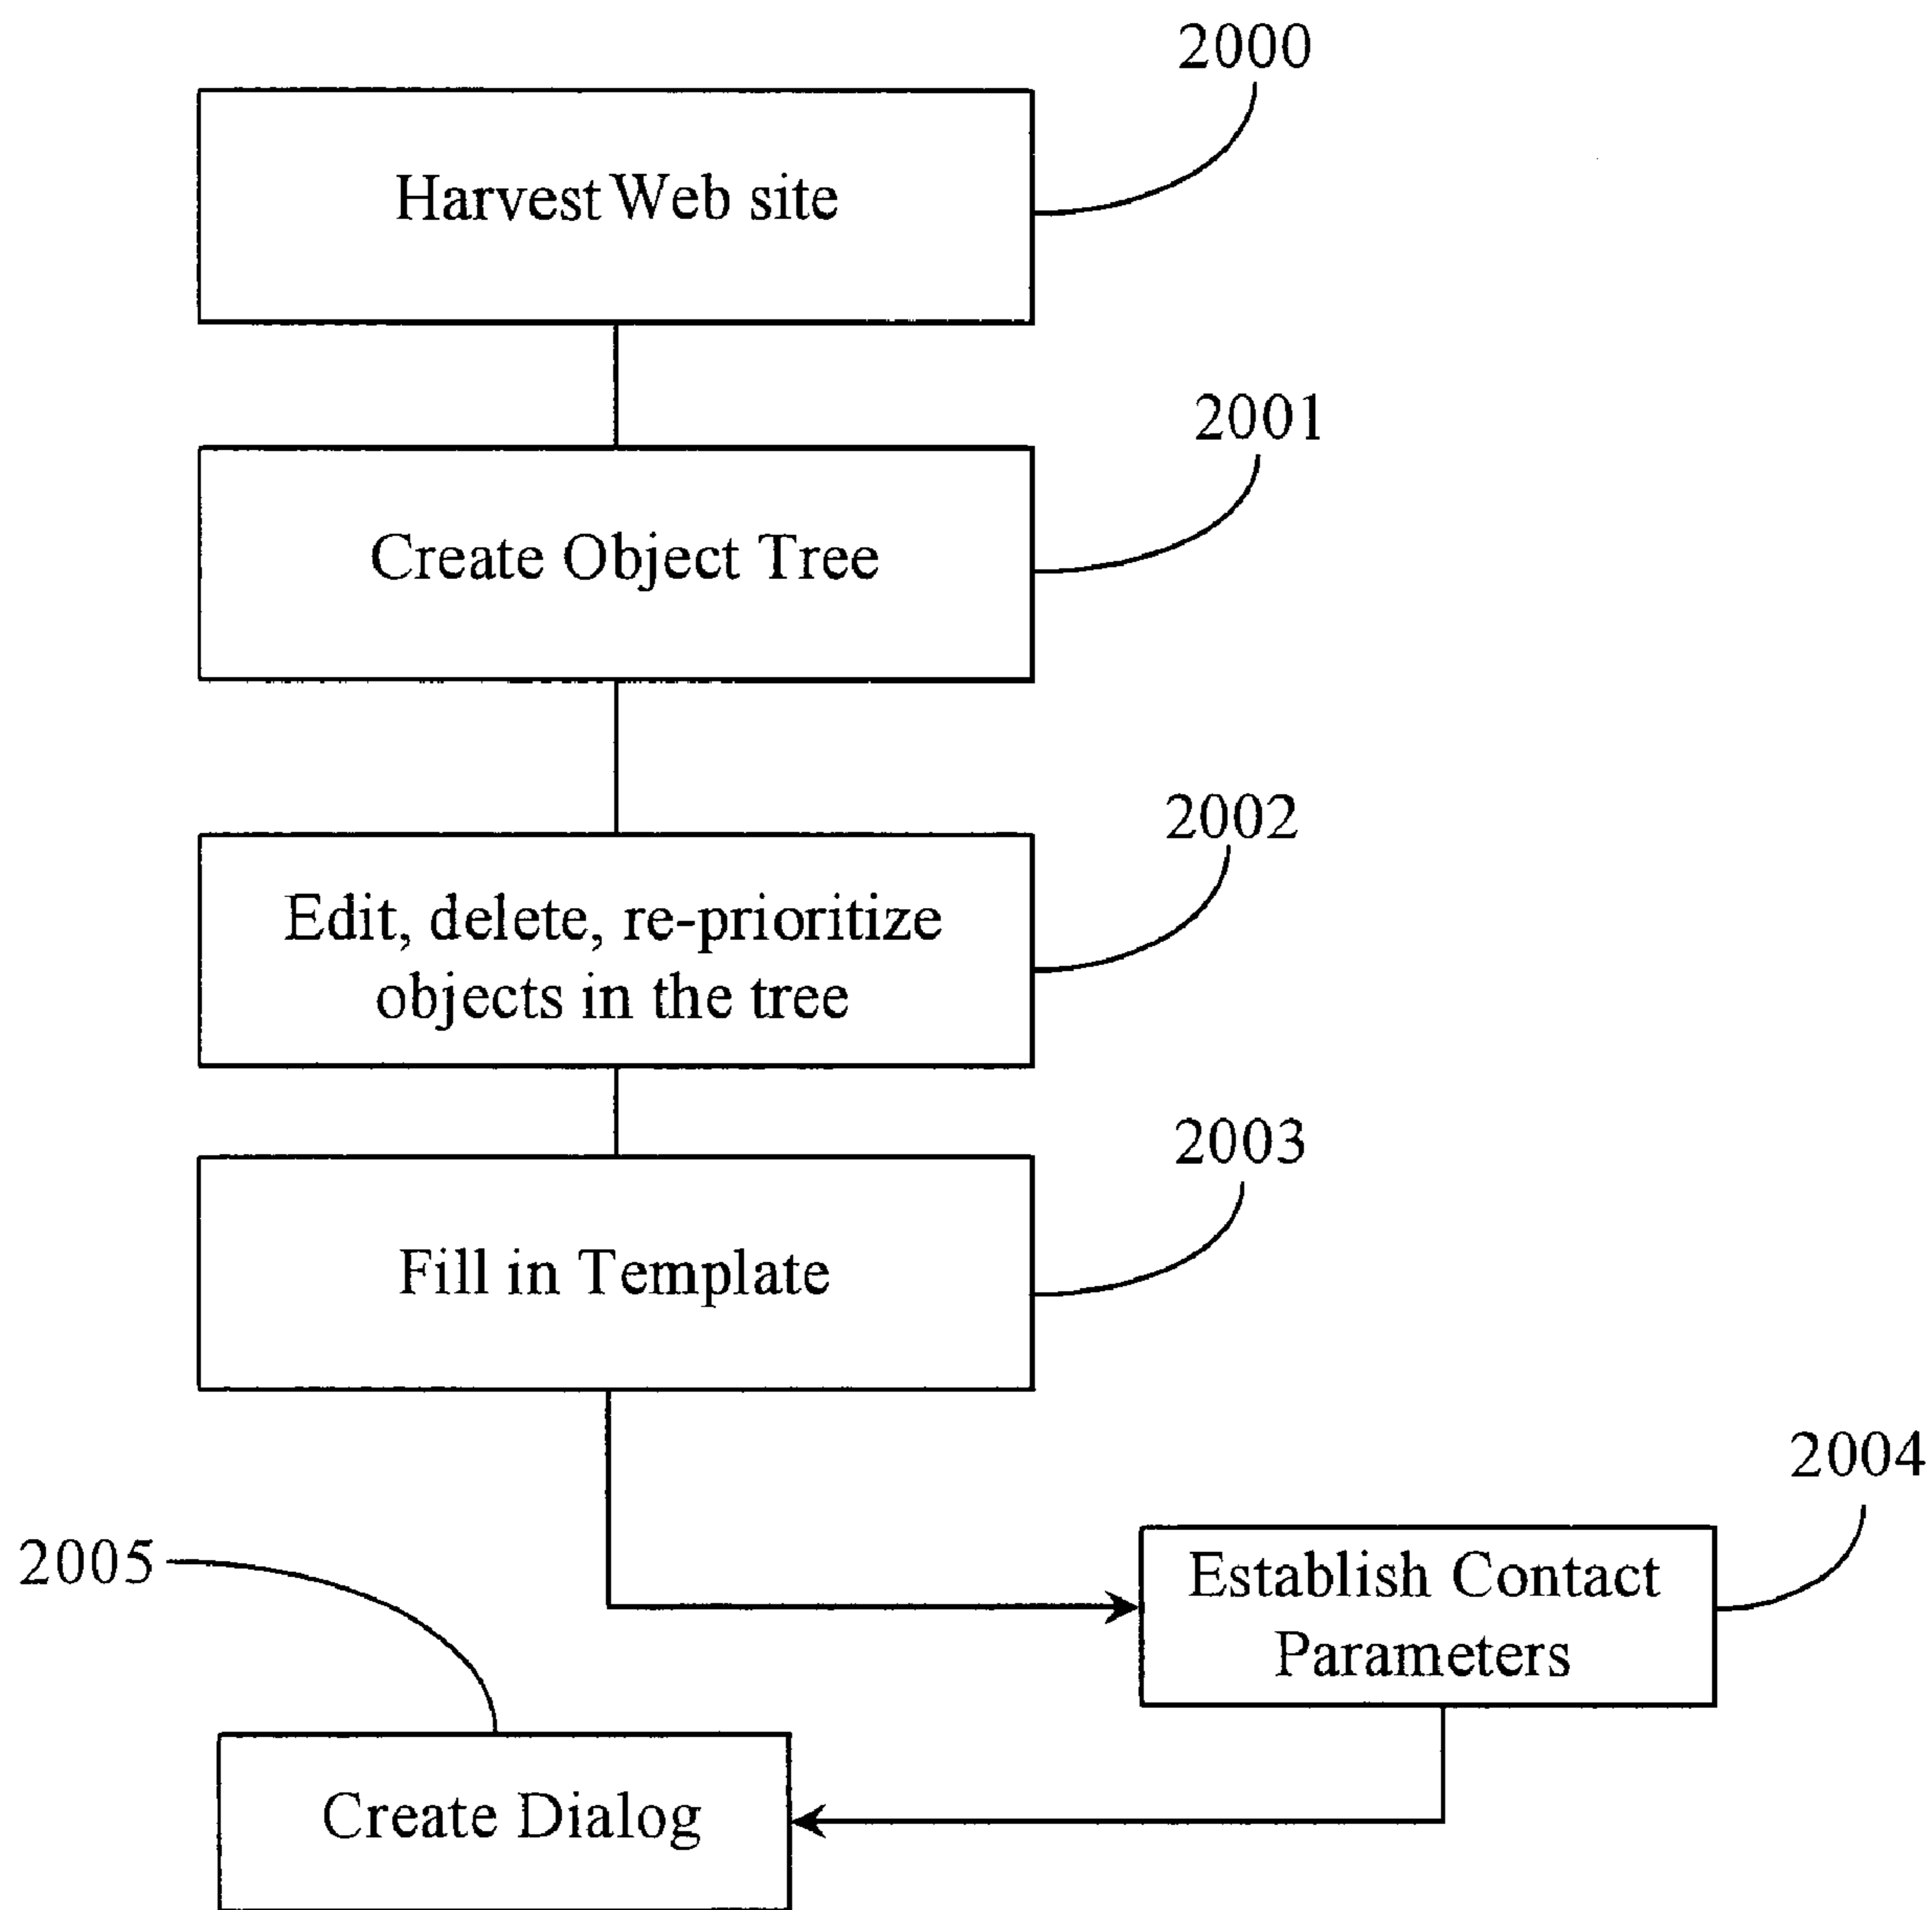 2000
Harvest Web site
2001
Create Object Tree
2002
Edit, delete, re-prioritize
objects in the tree
2003
Fill in Template
2004
Establish Contact
Parameters
2005
Create Dialog